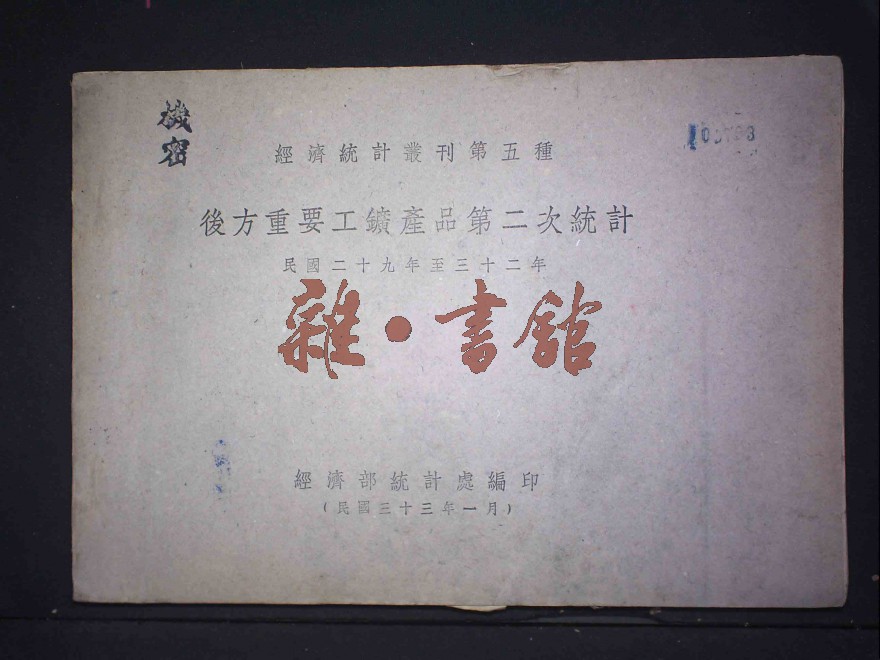 機密
經濟統計叢刊第五種
後方重要工鑛產品第二次統計
民國二十九年至三十二年
雜•書館
經濟部統計處編印
(民國三十三年一月)